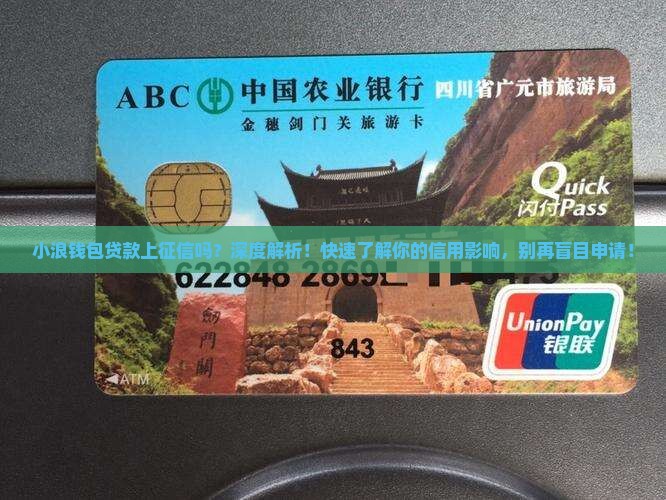 ABC 中国农业银行 四川省广元市旅游局
金穗剑门关旅游卡
Quick
闪付Pass
小浪钱包贷款上征信吗？深度解析！快速了解你的信用影响，别再盲目申请！
622848 2869
劔門關
843
UnionPay
银联
ATM